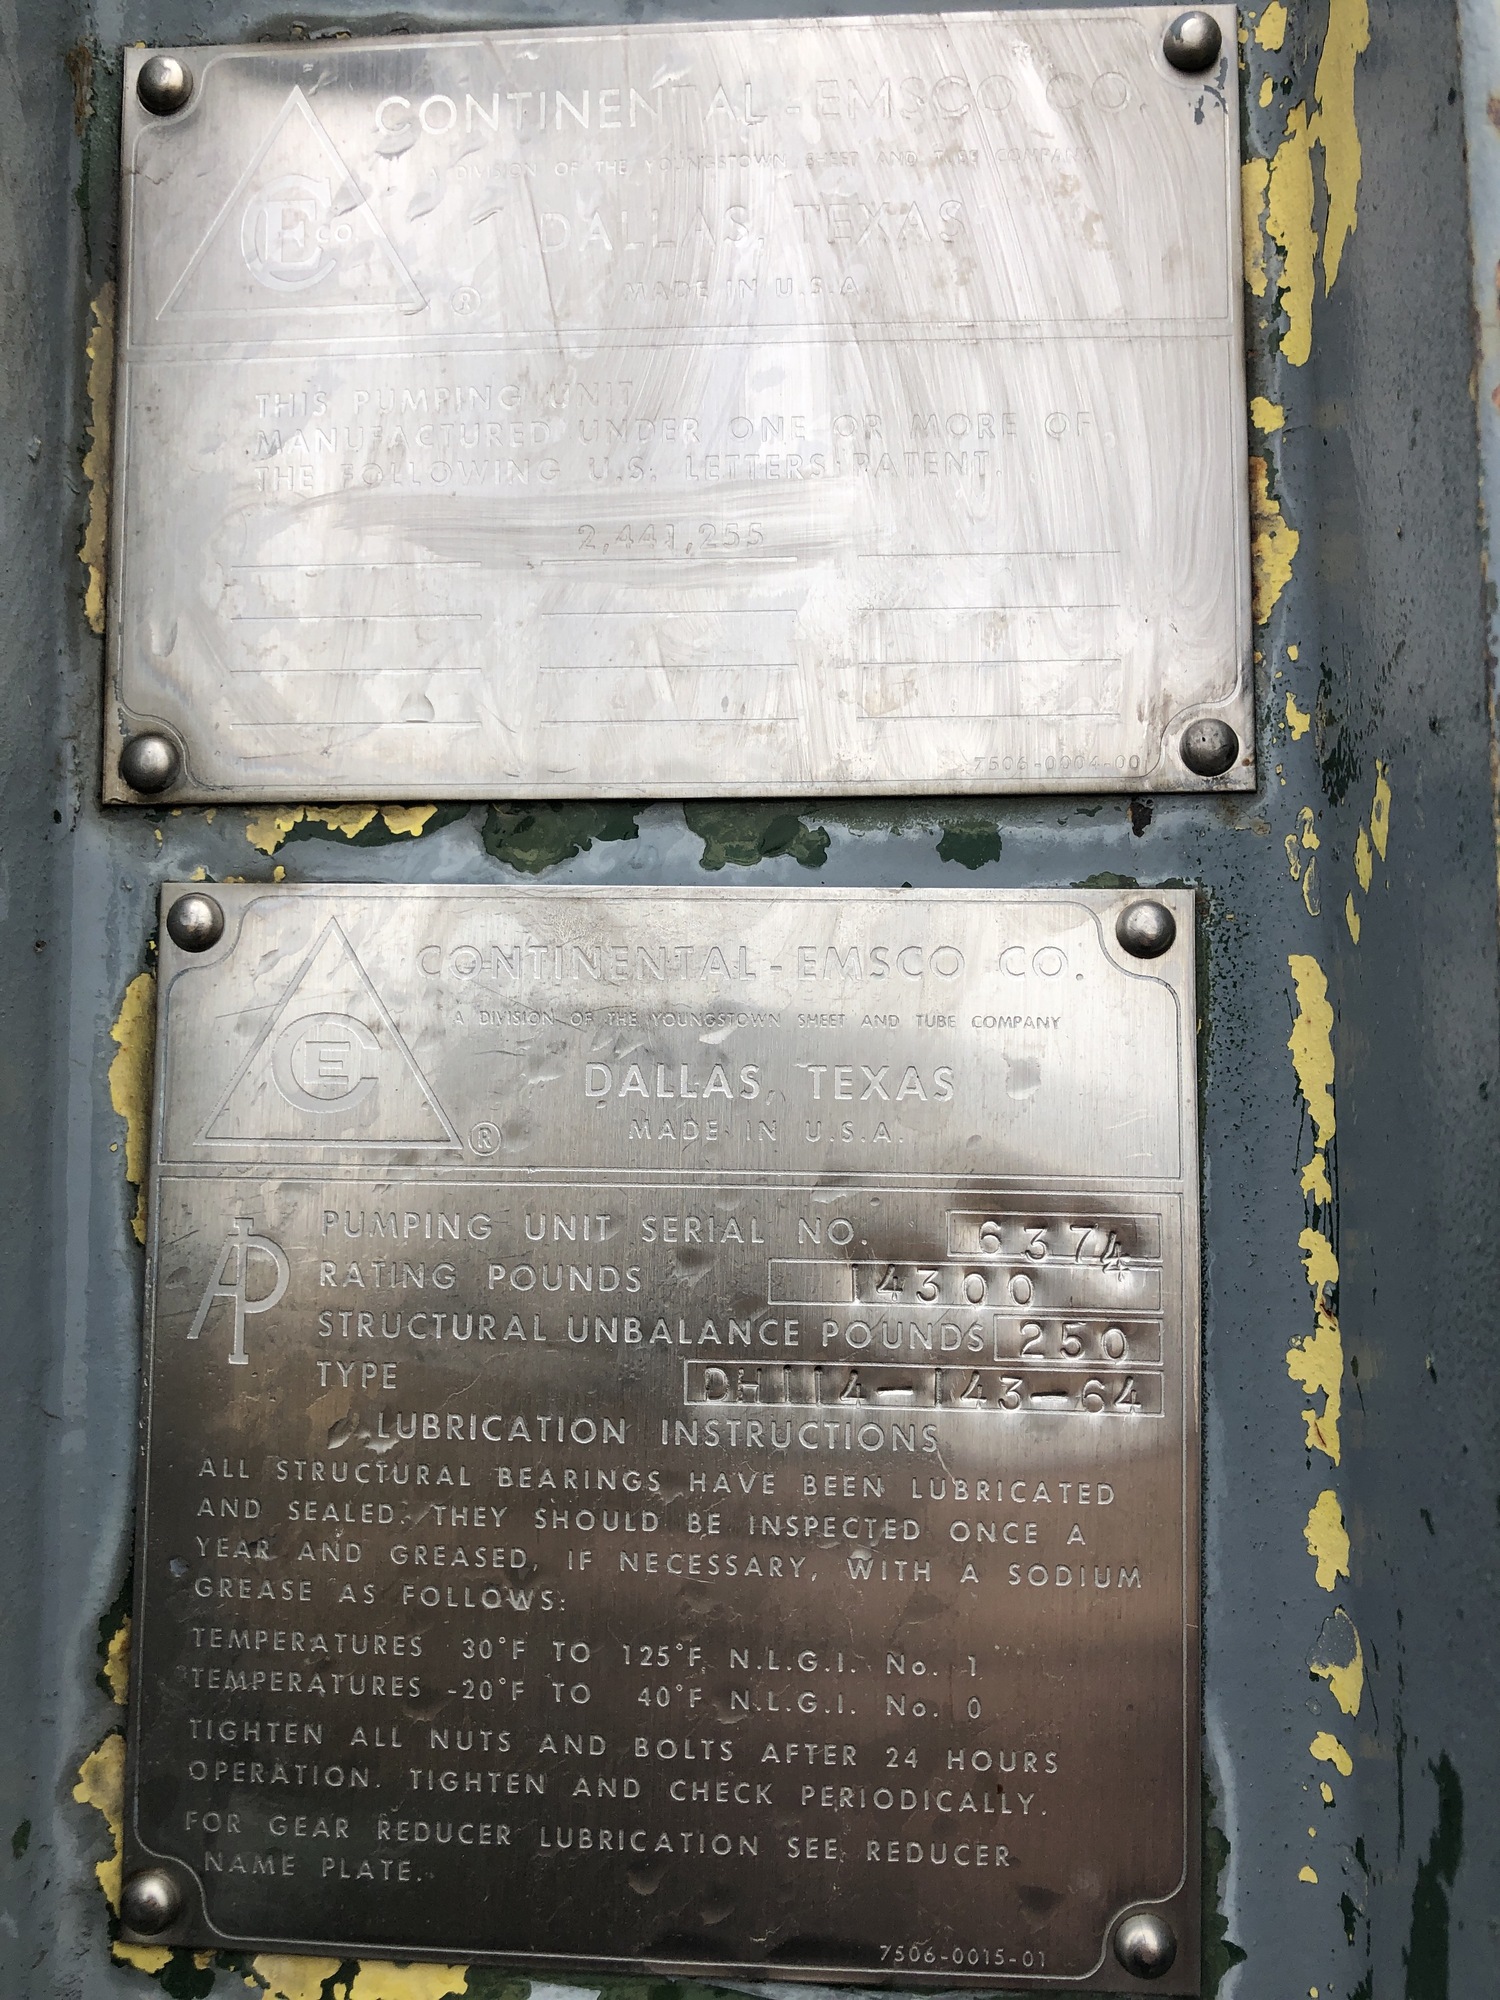 CONTINENTAL-EMSCO CO.
A DIVISION OF THE YOUNGSTOWN SHEET AND TUBE COMPANY
CECO
DALLAS, TEXAS
®
MADE IN U.S.A.
THIS PUMPING UNIT
MANUFACTURED UNDER ONE OR MORE OF
THE FOLLOWING U.S. LETTERS PATENT.
2,441,255
7506-0004-00
CONTINENTAL-EMSCO CO.
A DIVISION OF THE YOUNGSTOWN SHEET AND TUBE COMPANY
CE
DALLAS, TEXAS
®
MADE IN U.S.A.
API
PUMPING UNIT SERIAL NO. 6374
RATING POUNDS 14300
STRUCTURAL UNBALANCE POUNDS 250
TYPE DH114-143-64
LUBRICATION INSTRUCTIONS
ALL STRUCTURAL BEARINGS HAVE BEEN LUBRICATED
AND SEALED. THEY SHOULD BE INSPECTED ONCE A
YEAR AND GREASED, IF NECESSARY, WITH A SODIUM
GREASE AS FOLLOWS:
TEMPERATURES 30°F TO 125°F N.L.G.I. No. 1
TEMPERATURES -20°F TO 40°F N.L.G.I. No. 0
TIGHTEN ALL NUTS AND BOLTS AFTER 24 HOURS
OPERATION. TIGHTEN AND CHECK PERIODICALLY.
FOR GEAR REDUCER LUBRICATION SEE REDUCER
NAME PLATE.
7506-0015-01